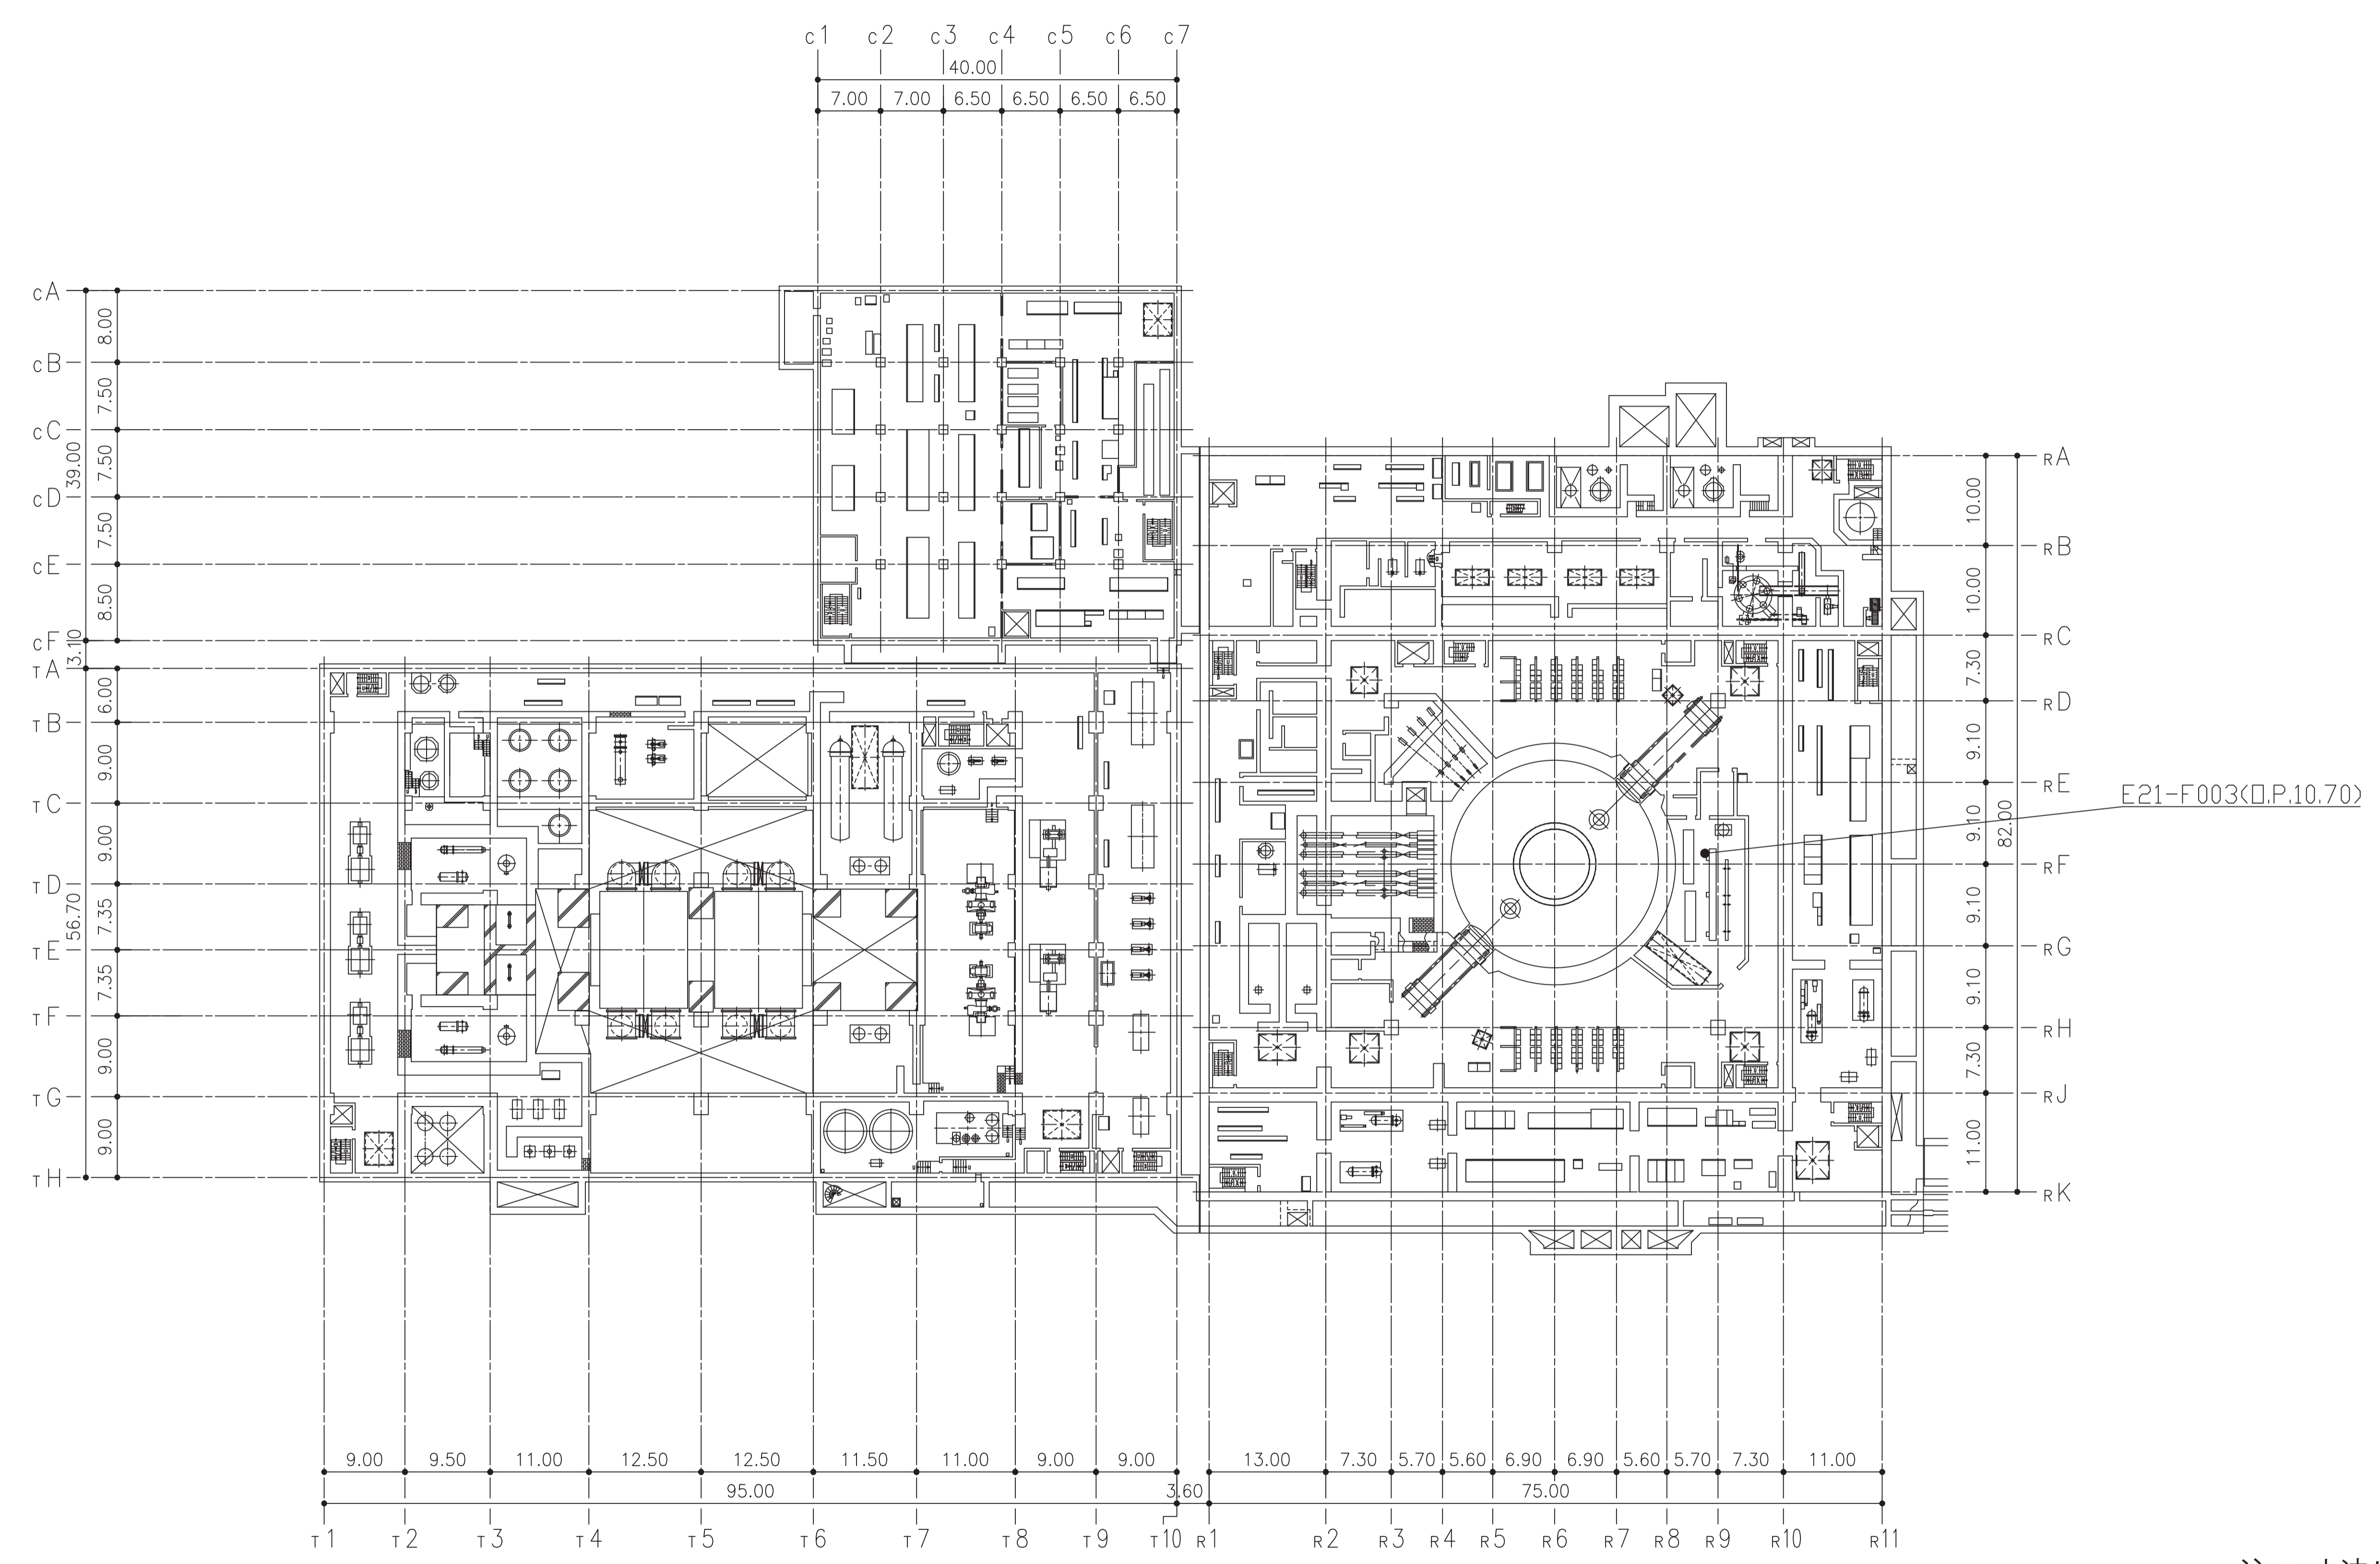 C1 C2 C3 C4 C5 C6 C7
40.00
7.00 7.00 6.50 6.50 6.50 6.50
CA
CB
CC
CD
CE
CF
TA
TB
TC
TD
TE
TF
TG
TH
8.00
7.50
7.50
7.50
8.50
39.00
3.10
6.00
9.00
9.00
7.35
7.35
9.00
9.00
56.70
RA
RB
RC
RD
RE
RF
RG
RH
RJ
RK
10.00
10.00
7.30
9.10
9.10
9.10
9.10
7.30
11.00
82.00
E21-F003(O.P.10.70)
9.00 9.50 11.00 12.50 12.50 11.50 11.00 9.00 9.00 13.00 7.30 5.70 5.60 6.90 6.90 5.60 5.70 7.30 11.00
95.00 3.60 75.00
T1 T2 T3 T4 T5 T6 T7 T8 T9 T10 R1 R2 R3 R4 R5 R6 R7 R8 R9 R10 R11